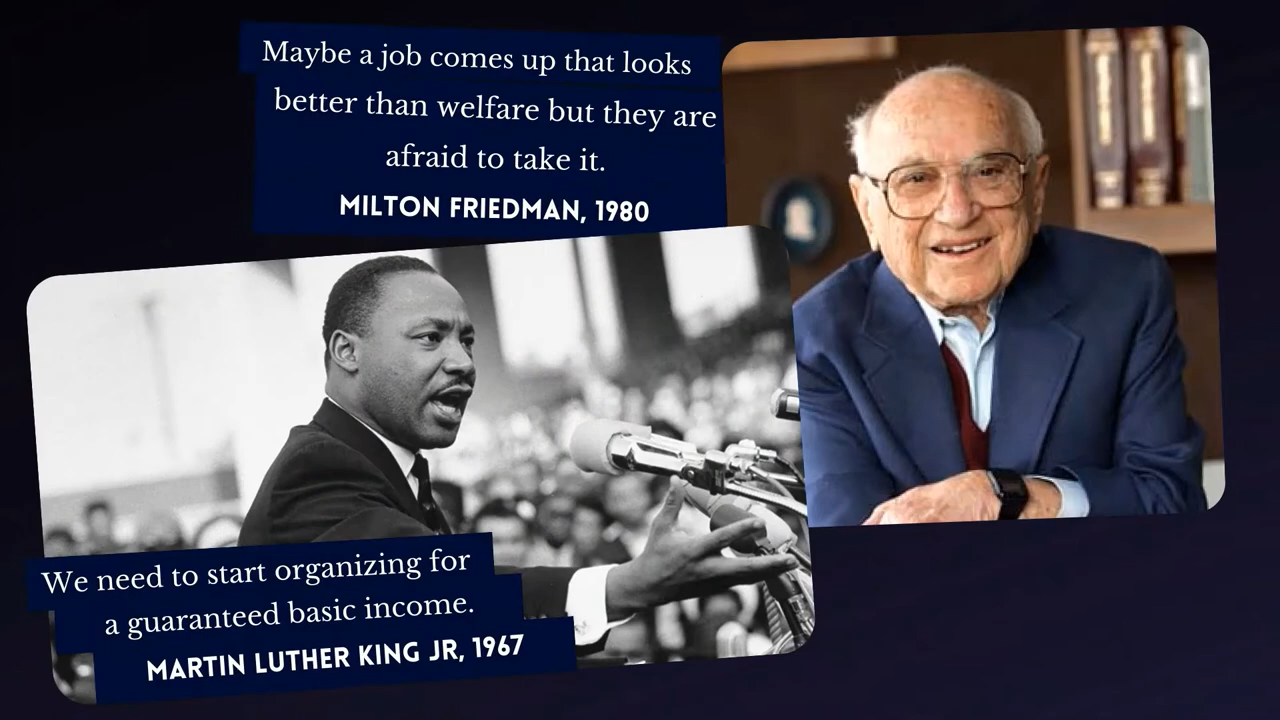 Maybe a job comes up that looks
better than welfare but they are
afraid to take it.
MILTON FRIEDMAN, 1980
We need to start organizing for
a guaranteed basic income.
MARTIN LUTHER KING JR, 1967